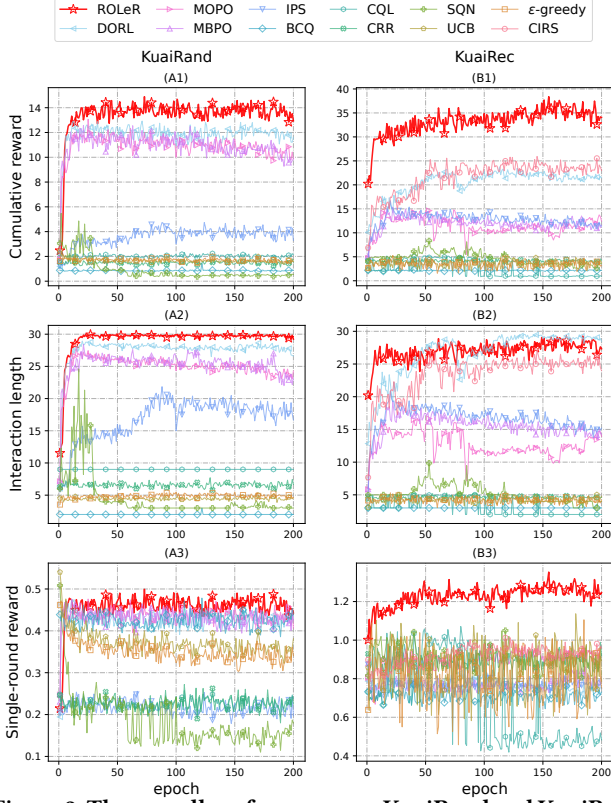 ROLeR MOPO IPS CQL SQN ε-greedy
DORL MBPO BCQ CRR UCB CIRS
KuaiRand KuaiRec
(A1) (B1)
Cumulative reward
14
12
10
8
6
4
2
0
40
35
30
25
20
15
10
5
0
0 50 100 150 200
0 50 100 150 200
(A2) (B2)
Interaction length
30
25
20
15
10
5
30
25
20
15
10
5
0 50 100 150 200
0 50 100 150 200
(A3) (B3)
Single-round reward
0.5
0.4
0.3
0.2
0.1
1.2
1.0
0.8
0.6
0.4
0 50 100 150 200
0 50 100 150 200
epoch epoch